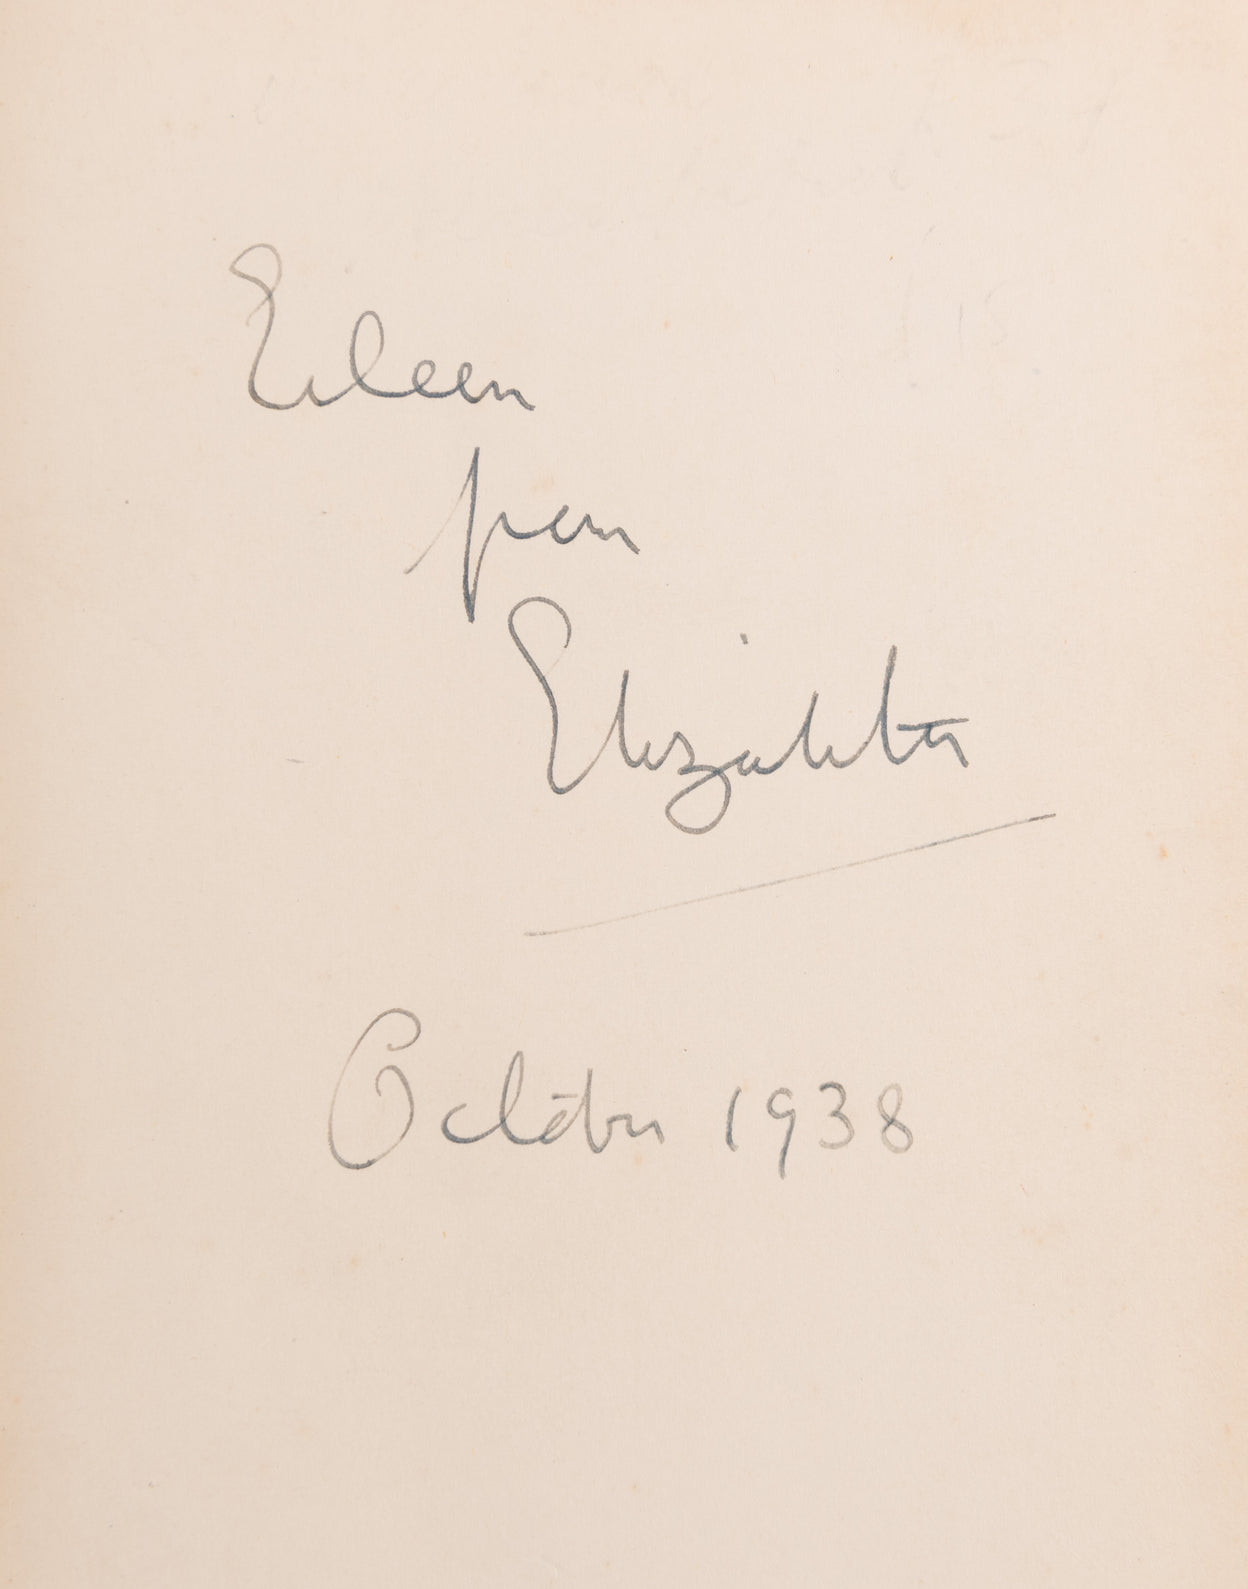 Eileen
from
Elizabeth
October 1938